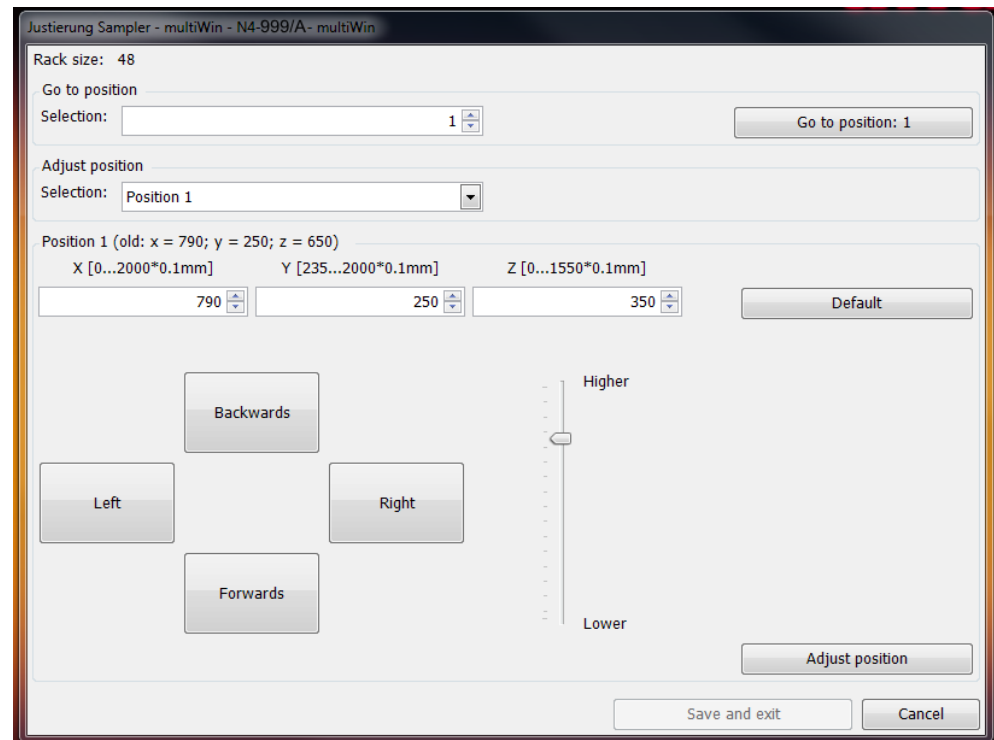 Justierung Sampler - multiWin - N4-999/A- multiWin
Rack size: 48
Go to position
Selection: 1 Go to position: 1
Adjust position
Selection: Position 1
Position 1 (old: x = 790; y = 250; z = 650)
X [0...2000*0.1mm] Y [235...2000*0.1mm] Z [0...1550*0.1mm]
790 250 350 Default
Higher
Backwards
Left Right
Forwards
Lower
Adjust position
Save and exit Cancel